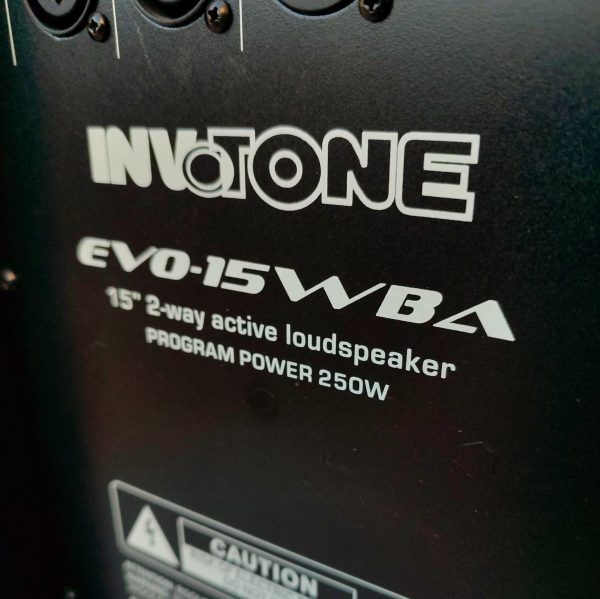 INVOTONE
EVO-15WBA
15" 2-way active loudspeaker
PROGRAM POWER 250W
CAUTION